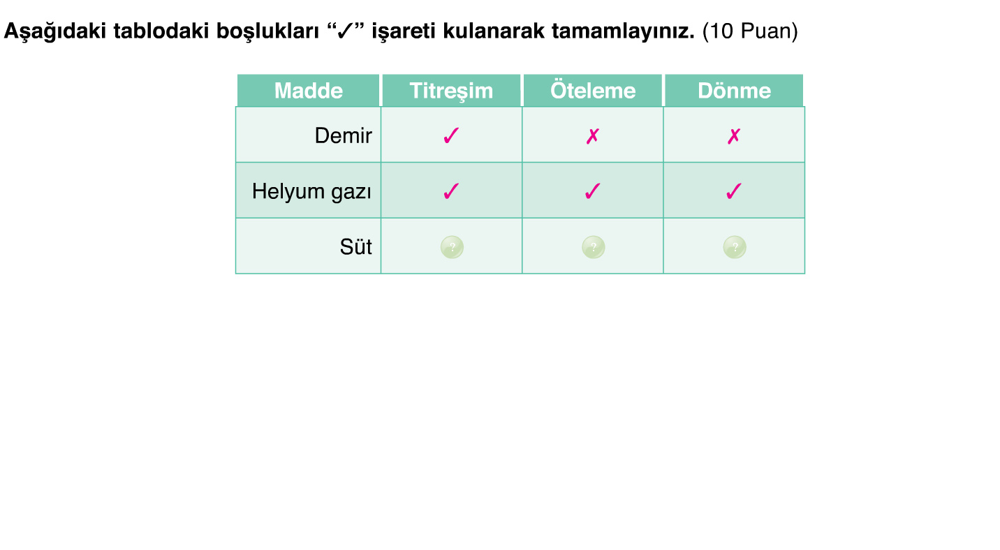 Aşağıdaki tablodaki boşlukları “✓” işareti kulanarak tamamlayınız. (10 Puan)
Madde Titreşim Öteleme Dönme
Demir ✓ ✗ ✗
Helyum gazı ✓ ✓ ✓
Süt ? ? ?